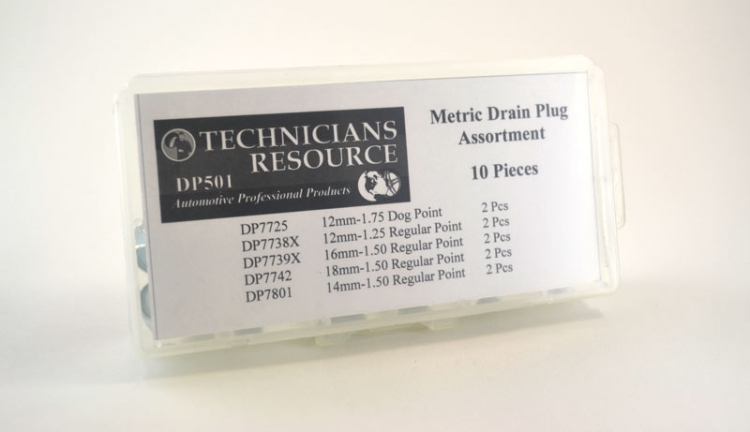 TECHNICIANS
RESOURCE
DP501
Automotive Professional Products
Metric Drain Plug
Assortment
10 Pieces
DP7725 12mm-1.75 Dog Point 2 Pcs
DP7738X 12mm-1.25 Regular Point 2 Pcs
DP7739X 16mm-1.50 Regular Point 2 Pcs
DP7742 18mm-1.50 Regular Point 2 Pcs
DP7801 14mm-1.50 Regular Point 2 Pcs